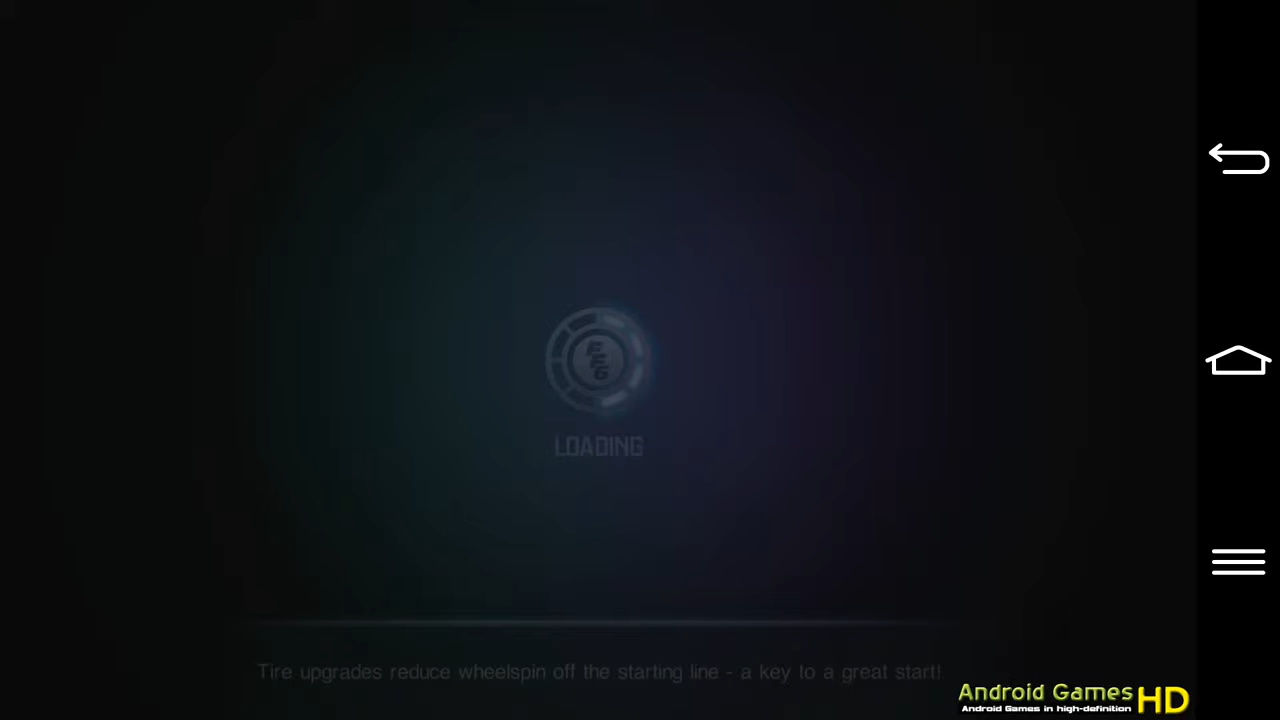 LOADING
Tire upgrades reduce wheelspin off the starting line - a key to a great start!
Android Games HD
Android Games in high-definition